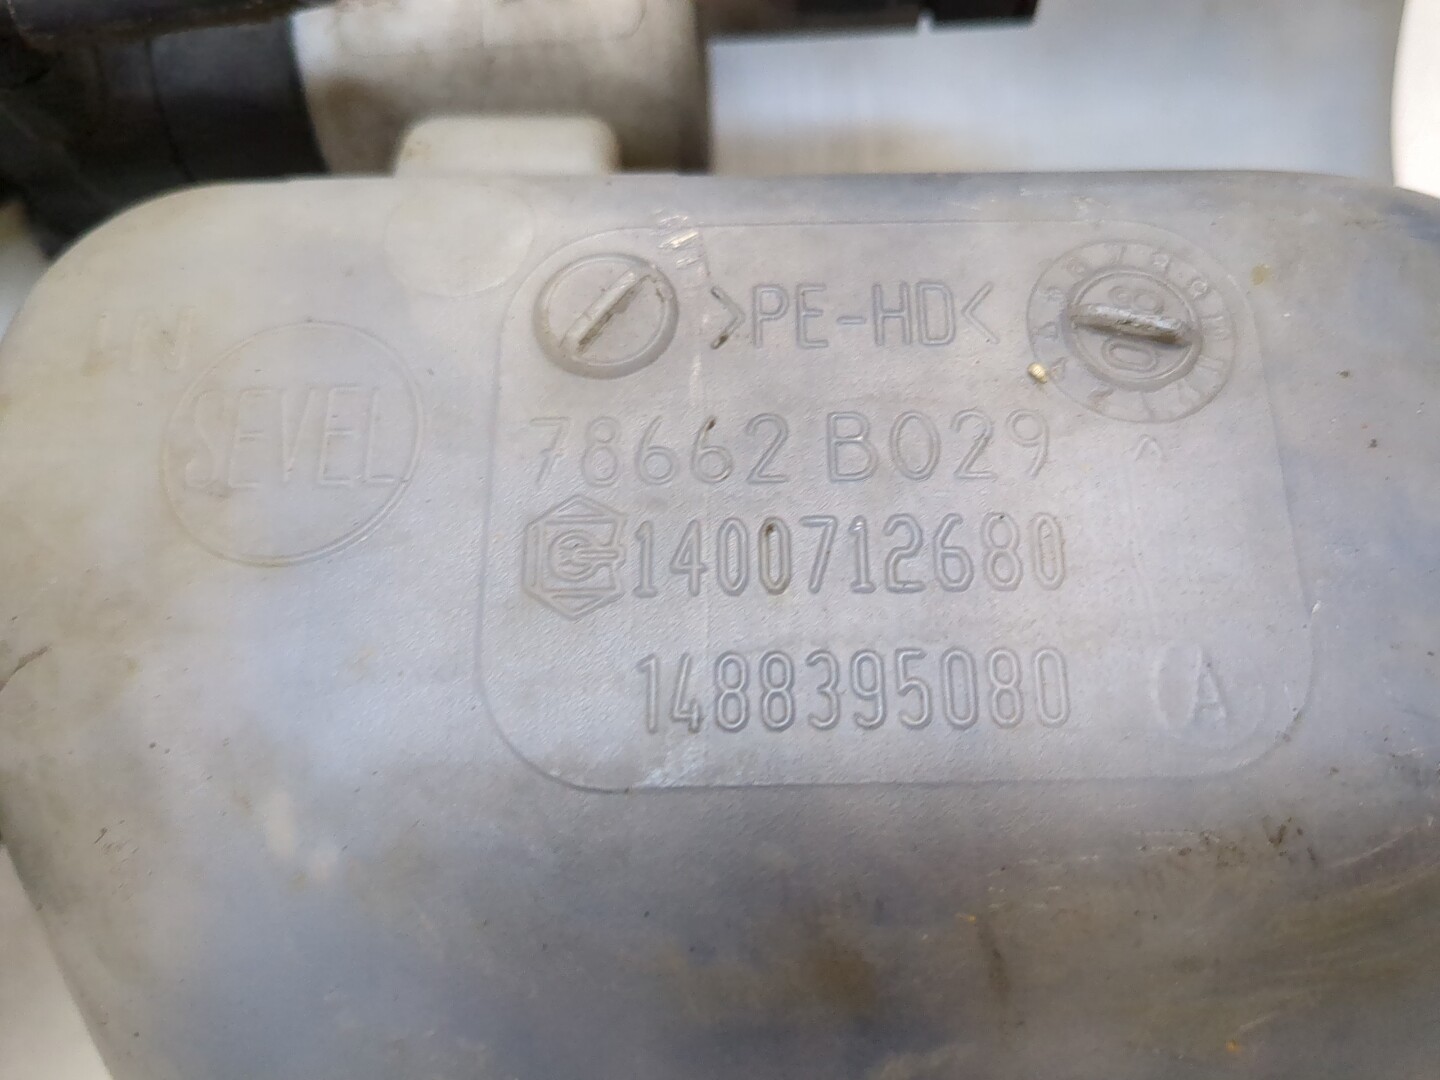 >PE-HD<
SEVEL
78662 B029
1400712680
1488395080
A